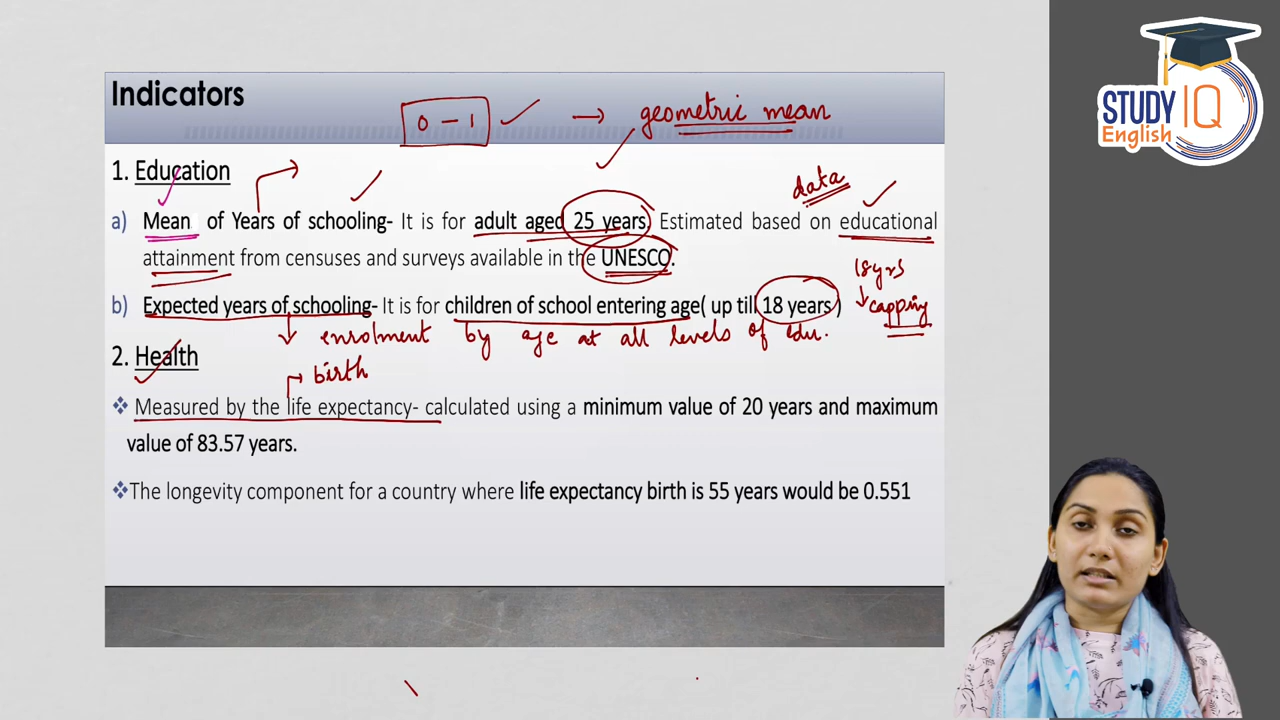 Indicators
0 - 1 → geometric mean
1. Education
data
a) Mean of Years of schooling- It is for adult aged 25 years. Estimated based on educational
attainment from censuses and surveys available in the UNESCO.
18yrs
b) Expected years of schooling- It is for children of school entering age( up till 18 years)
capping
enrolment by age at all levels of edu.
2. Health
birth
Measured by the life expectancy- calculated using a minimum value of 20 years and maximum
value of 83.57 years.
The longevity component for a country where life expectancy birth is 55 years would be 0.551
STUDY IQ
English